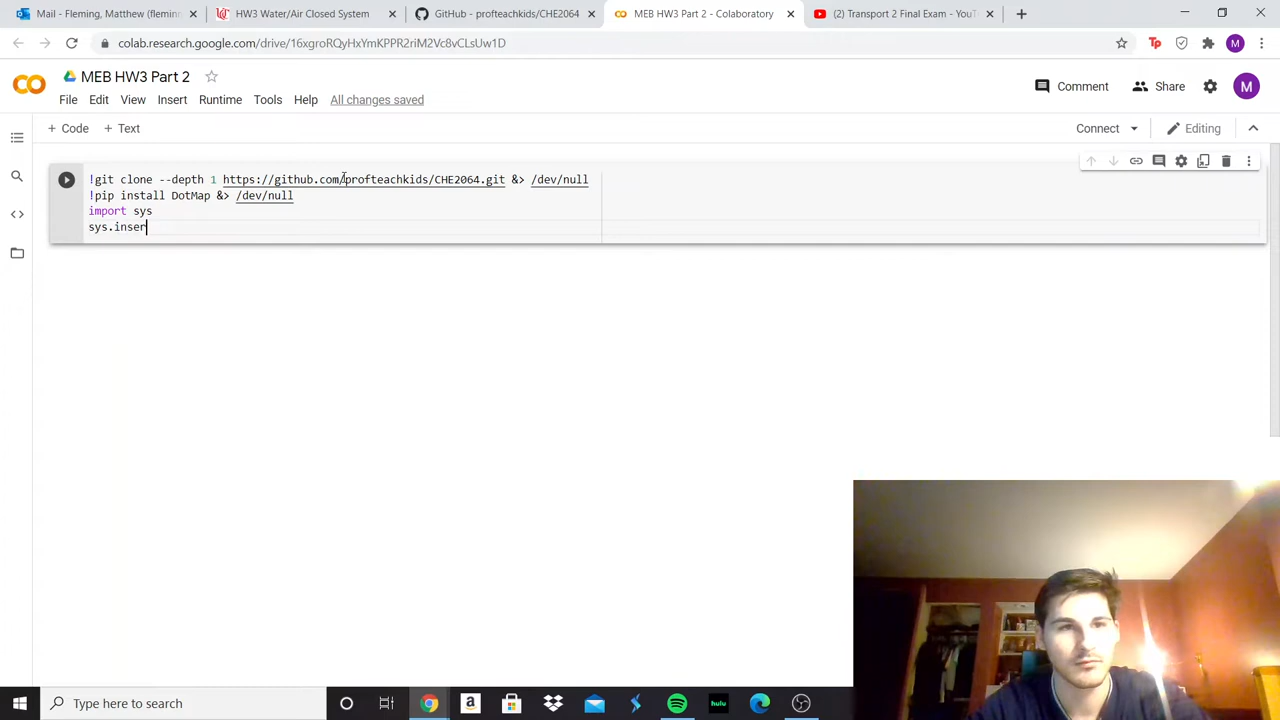 Mail - Fleming, Matthew (flemin
HW3 Water/Air Closed System
GitHub - profteachkids/CHE2064
MEB HW3 Part 2 - Colaboratory
(2) Transport 2 Final Exam - YouT
colab.research.google.com/drive/16xgroRQyHxYmKPPR2riM2Vc8vCLsUw1D
Tp
M
MEB HW3 Part 2
Comment
Share
M
File Edit View Insert Runtime Tools Help All changes saved
+ Code + Text
Connect
Editing
!git clone --depth 1 https://github.com/profteachkids/CHE2064.git &> /dev/null
!pip install DotMap &> /dev/null
import sys
sys.inser
Type here to search
hulu